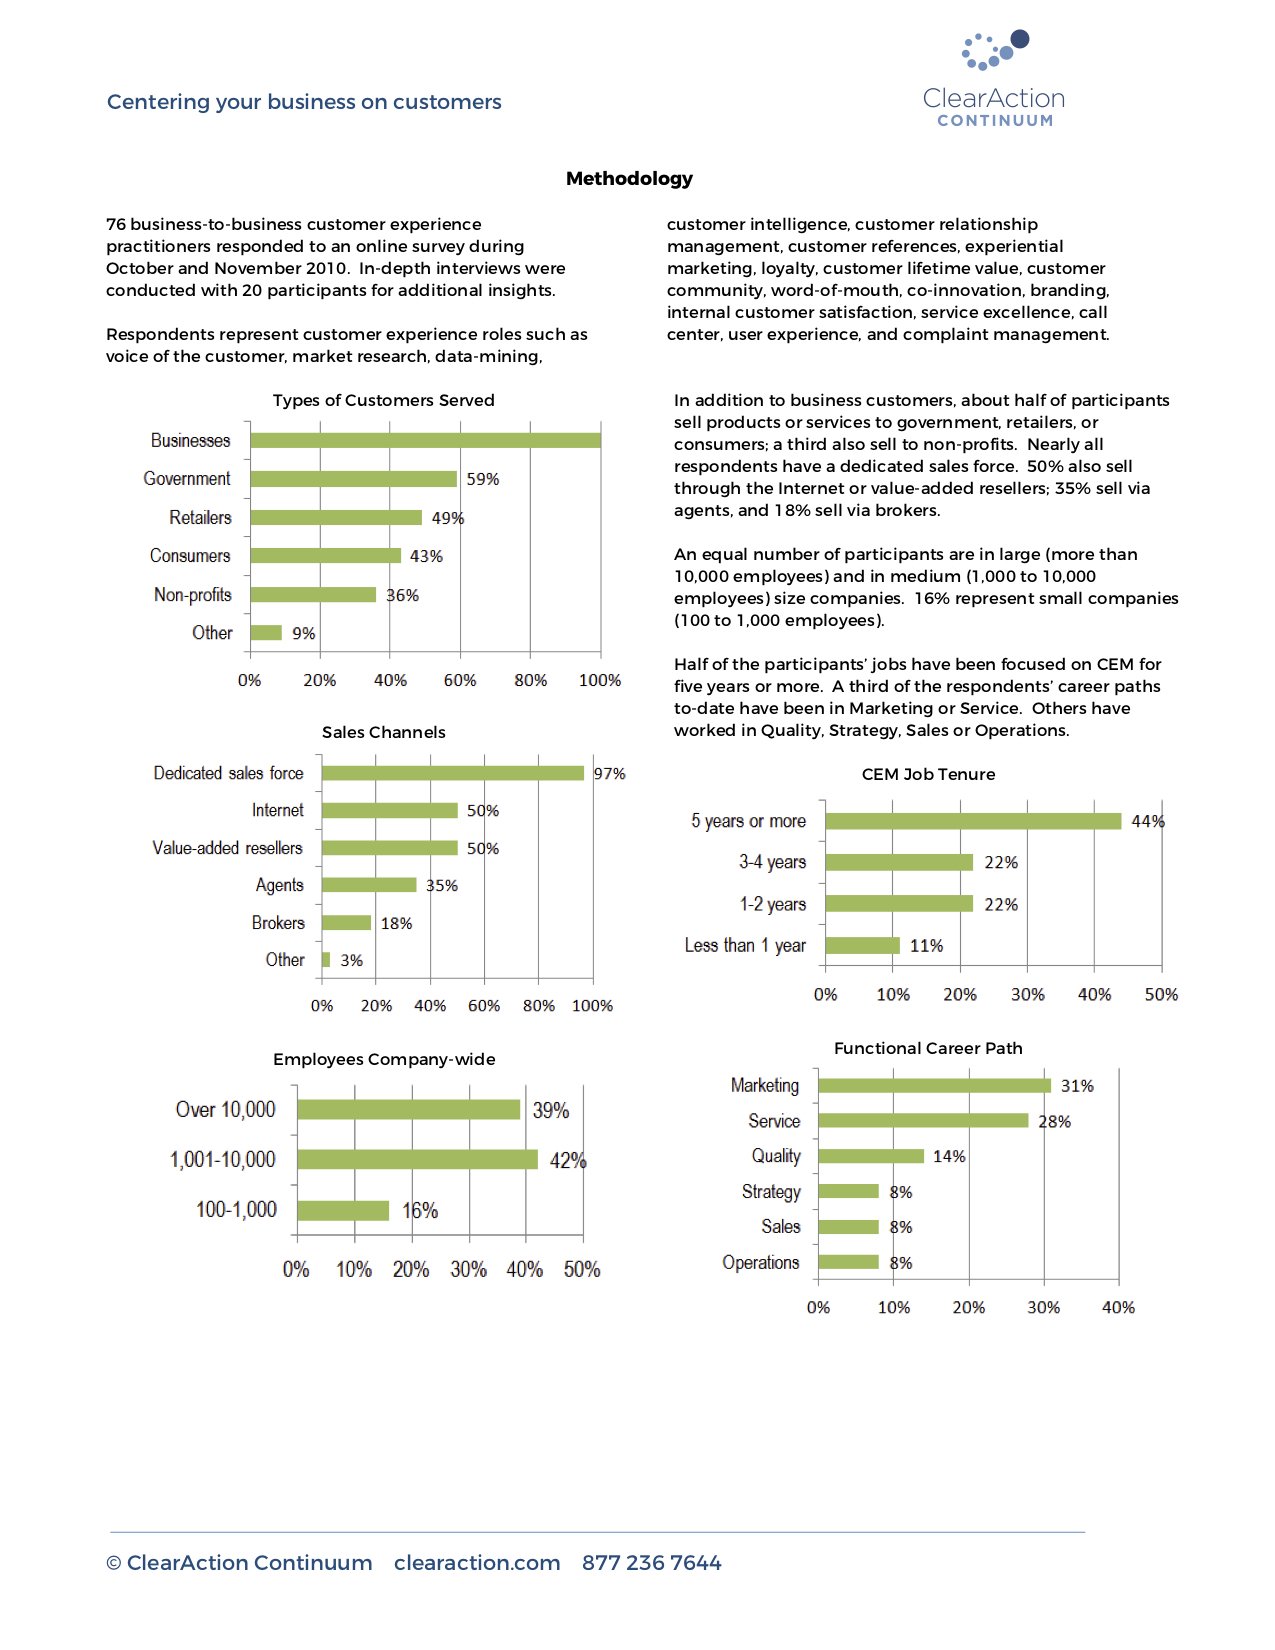 Centering your business on customers
ClearAction
CONTINUUM
Methodology
76 business-to-business customer experience
practitioners responded to an online survey during
October and November 2010.  In-depth interviews were
conducted with 20 participants for additional insights.
Respondents represent customer experience roles such as
voice of the customer, market research, data-mining,
customer intelligence, customer relationship
management, customer references, experiential
marketing, loyalty, customer lifetime value, customer
community, word-of-mouth, co-innovation, branding,
internal customer satisfaction, service excellence, call
center, user experience, and complaint management.
Types of Customers Served
Businesses
Government 59%
Retailers 49%
Consumers 43%
Non-profits 36%
Other 9%
0% 20% 40% 60% 80% 100%
Sales Channels
Dedicated sales force 97%
Internet 50%
Value-added resellers 50%
Agents 35%
Brokers 18%
Other 3%
0% 20% 40% 60% 80% 100%
Employees Company-wide
Over 10,000 39%
1,001-10,000 42%
100-1,000 16%
0% 10% 20% 30% 40% 50%
In addition to business customers, about half of participants
sell products or services to government, retailers, or
consumers; a third also sell to non-profits.  Nearly all
respondents have a dedicated sales force.  50% also sell
through the Internet or value-added resellers; 35% sell via
agents, and 18% sell via brokers.
An equal number of participants are in large (more than
10,000 employees) and in medium (1,000 to 10,000
employees) size companies.  16% represent small companies
(100 to 1,000 employees).
Half of the participants’ jobs have been focused on CEM for
five years or more.  A third of the respondents’ career paths
to-date have been in Marketing or Service.  Others have
worked in Quality, Strategy, Sales or Operations.
CEM Job Tenure
5 years or more 44%
3-4 years 22%
1-2 years 22%
Less than 1 year 11%
0% 10% 20% 30% 40% 50%
Functional Career Path
Marketing 31%
Service 28%
Quality 14%
Strategy 8%
Sales 8%
Operations 8%
0% 10% 20% 30% 40%
© ClearAction Continuum    clearaction.com    877 236 7644